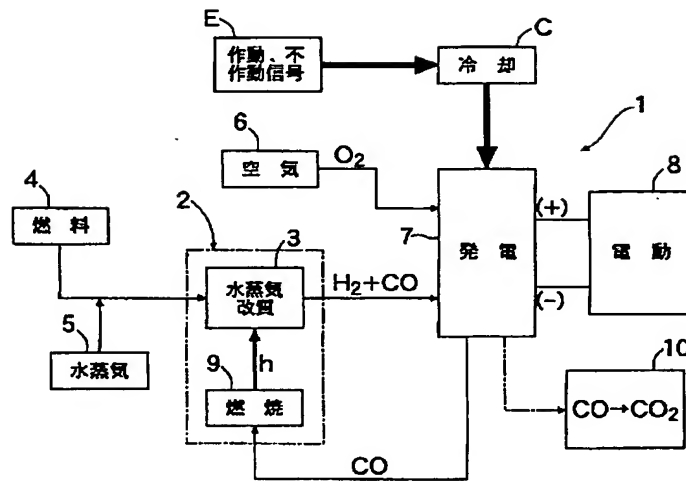 E
C
作動、不
作動信号
冷却
1
6
空気
O₂
8
4
燃料
2
7
発電
(+)
電動
(-)
3
水蒸気
改質
H₂+CO
5
水蒸気
h
9
燃焼
10
CO→CO₂
CO